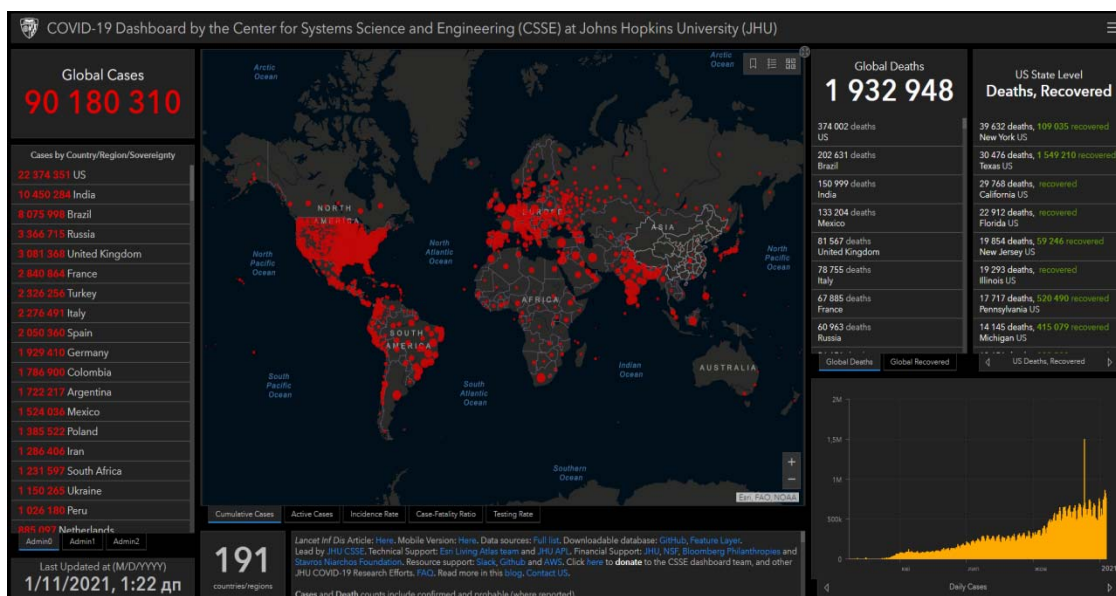 COVID-19 Dashboard by the Center for Systems Science and Engineering (CSSE) at Johns Hopkins University (JHU)
Global Cases
90 180 310
Cases by Country/Region/Sovereignty
22 374 351 US
10 450 284 India
8 075 998 Brazil
3 366 715 Russia
3 081 368 United Kingdom
2 840 864 France
2 326 256 Turkey
2 276 491 Italy
2 050 360 Spain
1 929 410 Germany
1 786 900 Colombia
1 722 217 Argentina
1 524 036 Mexico
1 385 522 Poland
1 286 406 Iran
1 231 597 South Africa
1 150 265 Ukraine
1 026 180 Peru
885 097 Netherlands
Admin0 Admin1 Admin2
Last Updated at (M/D/YYYY)
1/11/2021, 1:22 дп
Arctic
Ocean
Arctic
Ocean
NORTH
AMERICA
EUROPE
ASIA
North
Pacific
Ocean
North
Atlantic
Ocean
North
Pacific
Ocean
AFRICA
SOUTH
AMERICA
Indian
Ocean
AUSTRALIA
South
Pacific
Ocean
South
Atlantic
Ocean
Southern
Ocean
+
−
Esri, FAO, NOAA
Cumulative Cases Active Cases Incidence Rate Case-Fatality Ratio Testing Rate
191
countries/regions
Lancet Inf Dis Article: Here. Mobile Version: Here. Data sources: Full list. Downloadable database: GitHub, Feature Layer.
Lead by JHU CSSE. Technical Support: Esri Living Atlas team and JHU APL. Financial Support: JHU, NSF, Bloomberg Philanthropies and
Stavros Niarchos Foundation. Resource support: Slack, Github and AWS. Click here to donate to the CSSE dashboard team, and other
JHU COVID-19 Research Efforts. FAQ. Read more in this blog. Contact US.
Cases and Death counts include confirmed and probable (where reported)
Global Deaths
1 932 948
374 002 deaths
US
202 631 deaths
Brazil
150 999 deaths
India
133 204 deaths
Mexico
81 567 deaths
United Kingdom
78 755 deaths
Italy
67 885 deaths
France
60 963 deaths
Russia
Global Deaths Global Recovered
US State Level
Deaths, Recovered
39 632 deaths, 109 035 recovered
New York US
30 476 deaths, 1 549 210 recovered
Texas US
29 768 deaths, recovered
California US
22 912 deaths, recovered
Florida US
19 854 deaths, 59 246 recovered
New Jersey US
19 293 deaths, recovered
Illinois US
17 717 deaths, 520 490 recovered
Pennsylvania US
14 145 deaths, 415 079 recovered
Michigan US
US Deaths, Recovered
2M
1,5M
1M
500k
0
2021
Daily Cases